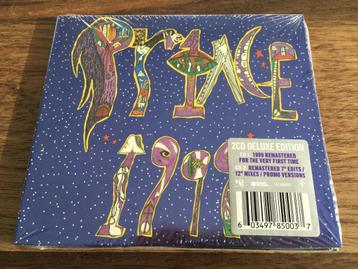 PRINCE
1999
2CD DELUXE EDITION
1999 REMASTERED
FOR THE VERY FIRST TIME
REMASTERED 7" EDITS /
12" MIXES / PROMO VERSIONS
6 03497 85003 7